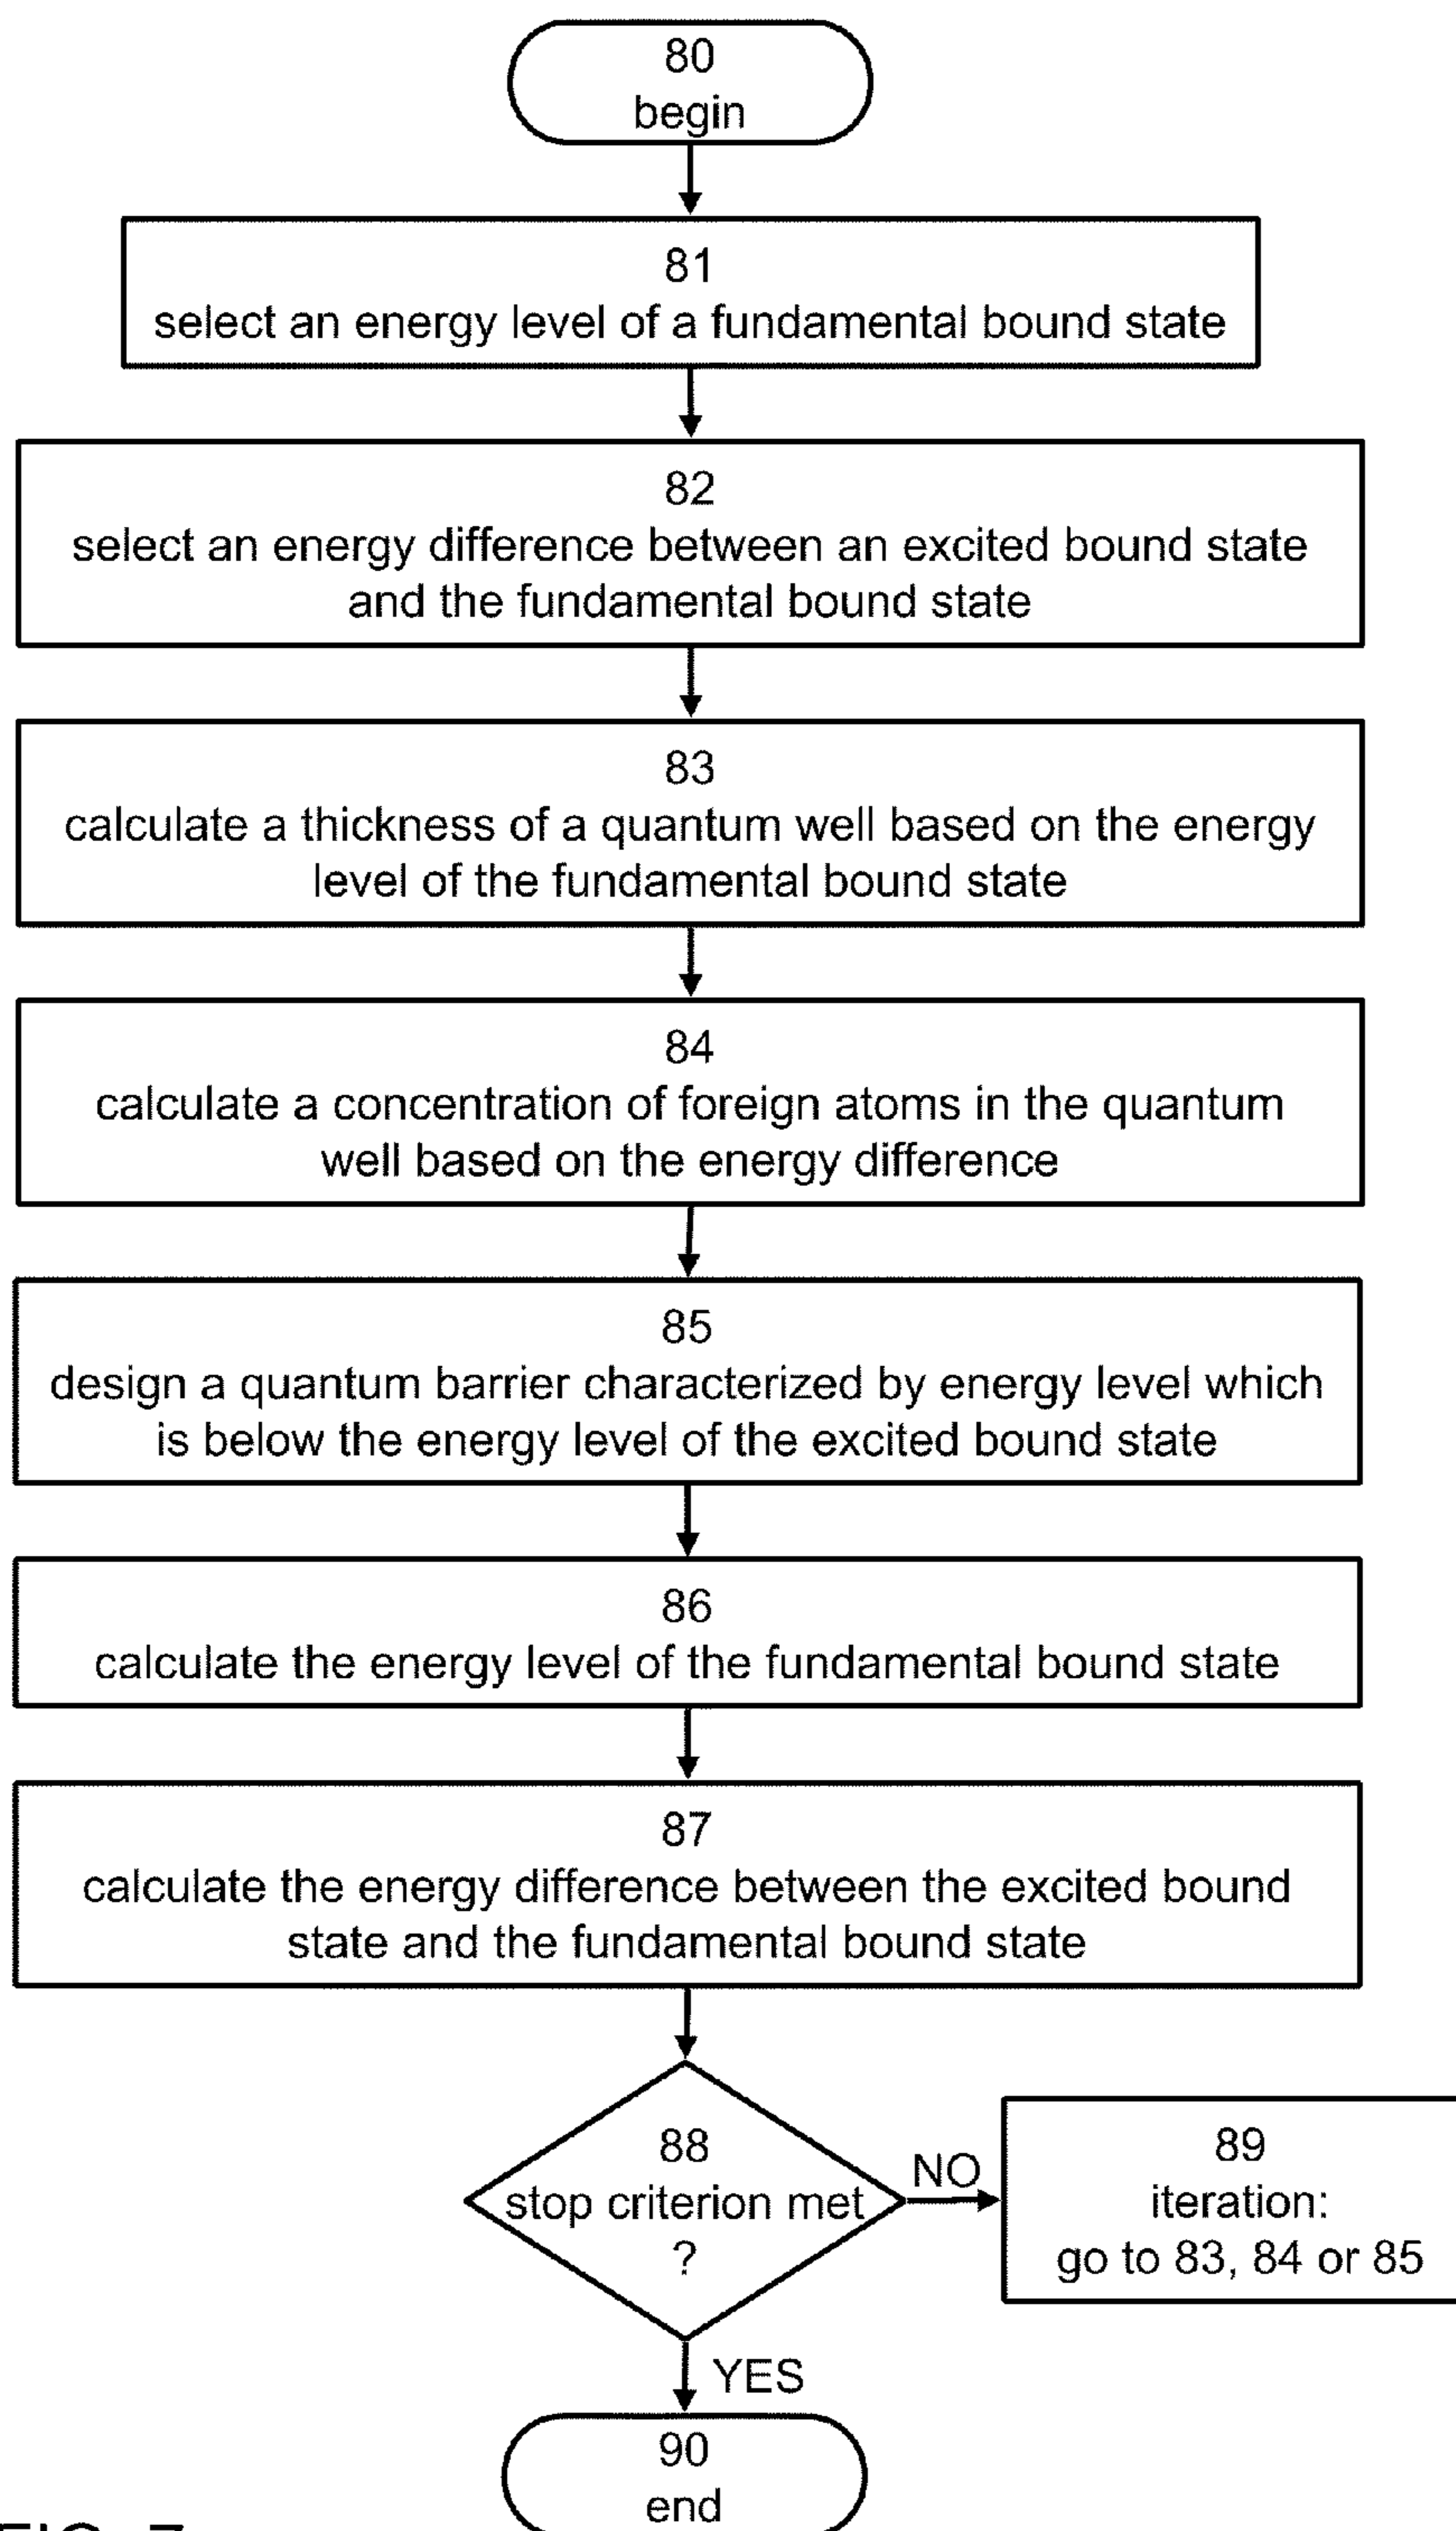 80
begin
81
select an energy level of a fundamental bound state
82
select an energy difference between an excited bound state
and the fundamental bound state
83
calculate a thickness of a quantum well based on the energy
level of the fundamental bound state
84
calculate a concentration of foreign atoms in the quantum
well based on the energy difference
85
design a quantum barrier characterized by energy level which
is below the energy level of the excited bound state
86
calculate the energy level of the fundamental bound state
87
calculate the energy difference between the excited bound
state and the fundamental bound state
88
stop criterion met
?
NO
89
iteration:
go to 83, 84 or 85
YES
90
end